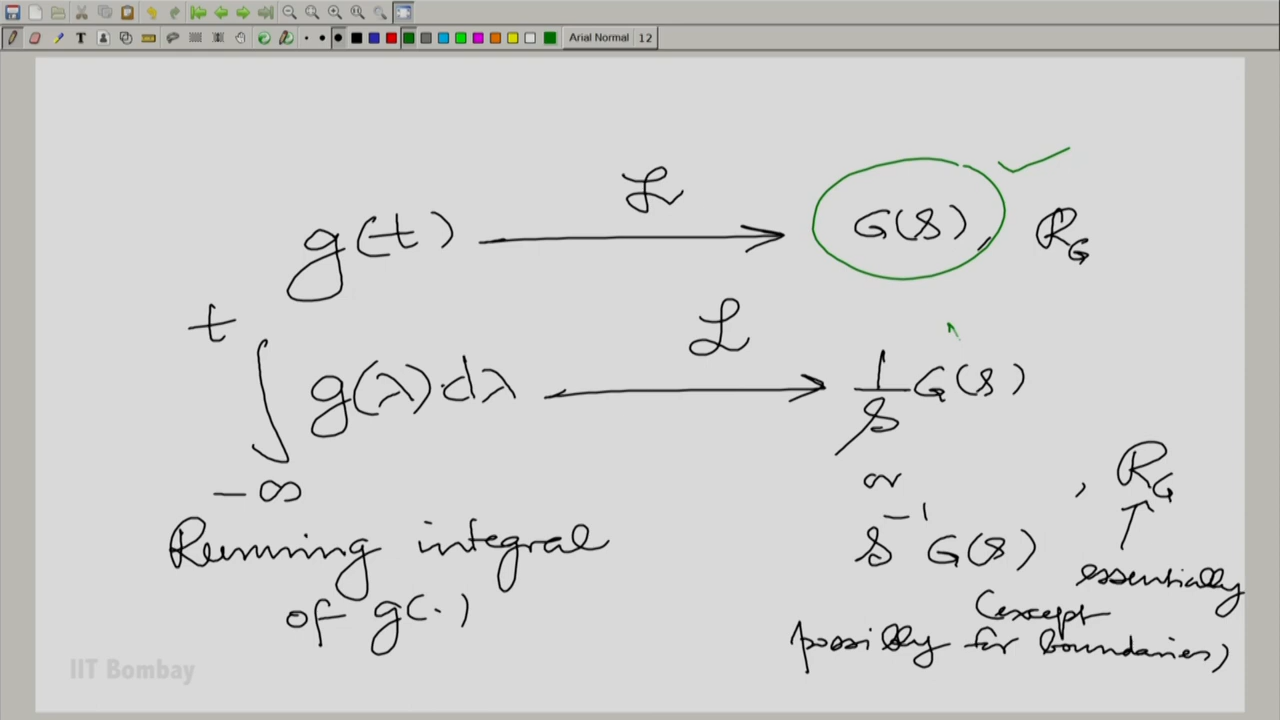 Arial Normal 12
g(t) ℒ G(s), R_G
∫_{-∞}^{t} g(λ) dλ ℒ 1/s G(s)
or
s^{-1} G(s) , R_G
Running integral
of g(·)
essentially
(except
possibly for boundaries)
IIT Bombay